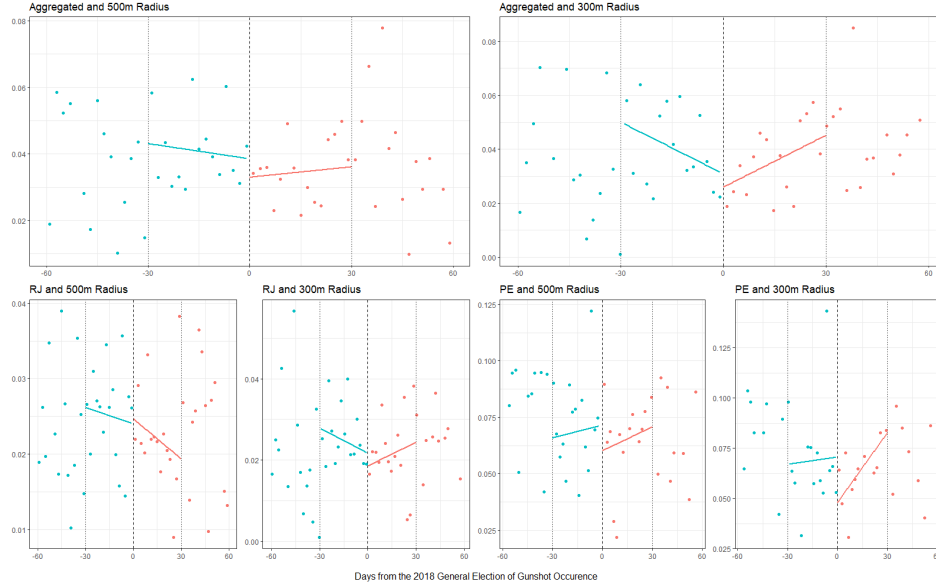 Aggregated and 500m Radius
0.08
0.06
0.04
0.02
-60 -30 0 30 60
Aggregated and 300m Radius
0.08
0.06
0.04
0.02
0.00
-60 -30 0 30 60
RJ and 500m Radius
0.04
0.03
0.02
0.01
-60 -30 0 30 60
RJ and 300m Radius
0.04
0.02
0.00
-60 -30 0 30 60
PE and 500m Radius
0.125
0.100
0.075
0.050
0.025
-60 -30 0 30 60
PE and 300m Radius
0.125
0.100
0.075
0.050
0.025
-60 -30 0 30 60
Days from the 2018 General Election of Gunshot Occurence